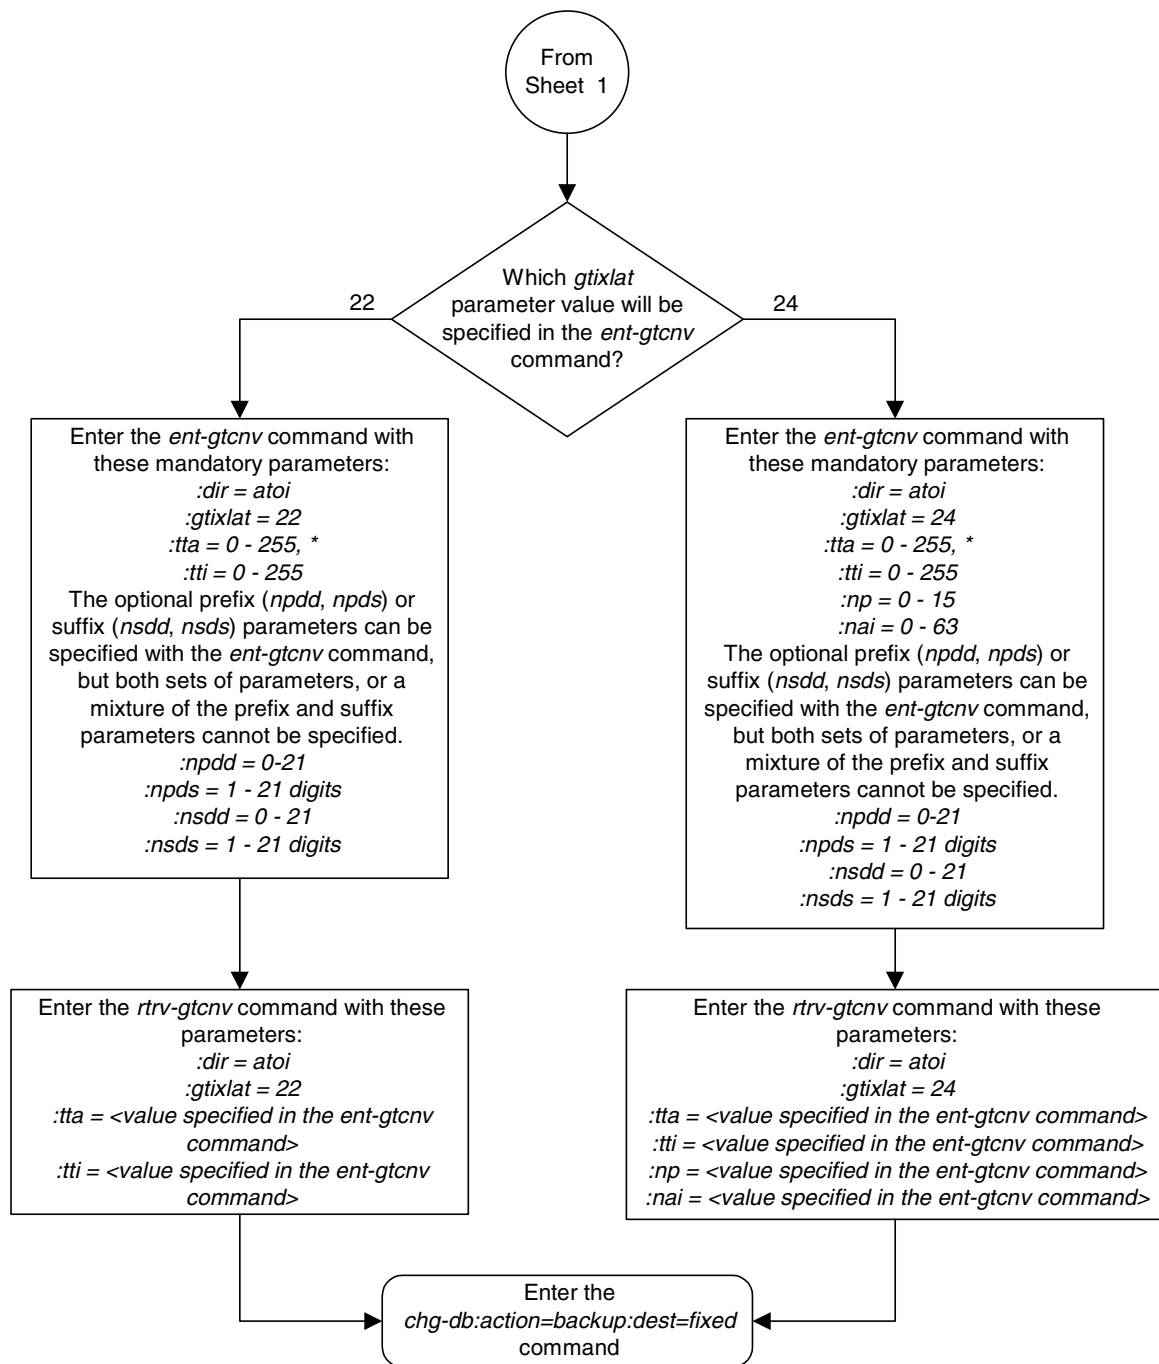 From
Sheet 1
Which gtixlat
parameter value will be
specified in the ent-gtcnv
command?
22
24
Enter the ent-gtcnv command with
these mandatory parameters:
:dir = atoi
:gtixlat = 22
:tta = 0 - 255, *
:tti = 0 - 255
The optional prefix (npdd, npds) or
suffix (nsdd, nsds) parameters can be
specified with the ent-gtcnv command,
but both sets of parameters, or a
mixture of the prefix and suffix
parameters cannot be specified.
:npdd = 0-21
:npds = 1 - 21 digits
:nsdd = 0 - 21
:nsds = 1 - 21 digits
Enter the ent-gtcnv command with
these mandatory parameters:
:dir = atoi
:gtixlat = 24
:tta = 0 - 255, *
:tti = 0 - 255
:np = 0 - 15
:nai = 0 - 63
The optional prefix (npdd, npds) or
suffix (nsdd, nsds) parameters can be
specified with the ent-gtcnv command,
but both sets of parameters, or a
mixture of the prefix and suffix
parameters cannot be specified.
:npdd = 0-21
:npds = 1 - 21 digits
:nsdd = 0 - 21
:nsds = 1 - 21 digits
Enter the rtrv-gtcnv command with these
parameters:
:dir = atoi
:gtixlat = 22
:tta = <value specified in the ent-gtcnv
command>
:tti = <value specified in the ent-gtcnv
command>
Enter the rtrv-gtcnv command with these
parameters:
:dir = atoi
:gtixlat = 24
:tta = <value specified in the ent-gtcnv command>
:tti = <value specified in the ent-gtcnv command>
:np = <value specified in the ent-gtcnv command>
:nai = <value specified in the ent-gtcnv command>
Enter the
chg-db:action=backup:dest=fixed
command